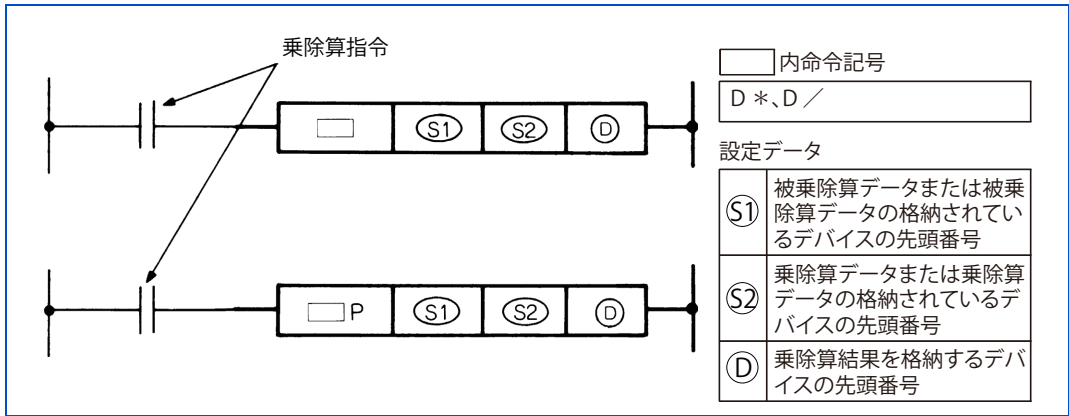 乗除算指令
S1 S2 D
P S1 S2 D
内命令記号
D *、D /
設定データ
S1
被乗除算データまたは被乗
除算データの格納されてい
るデバイスの先頭番号
S2
乗除算データまたは乗除算
データの格納されているデ
バイスの先頭番号
D
乗除算結果を格納するデバ
イスの先頭番号